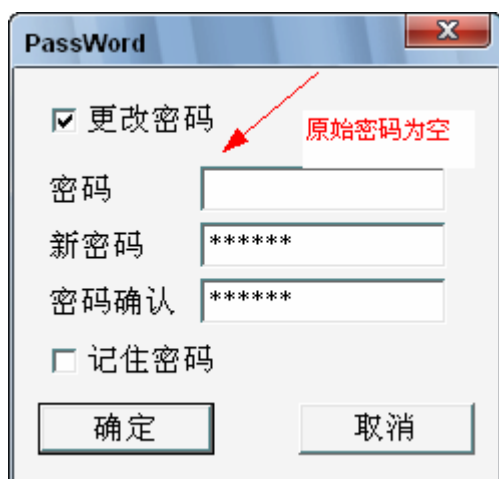 PassWord
更改密码
原始密码为空
密码
新密码 ******
密码确认 ******
记住密码
确定 取消